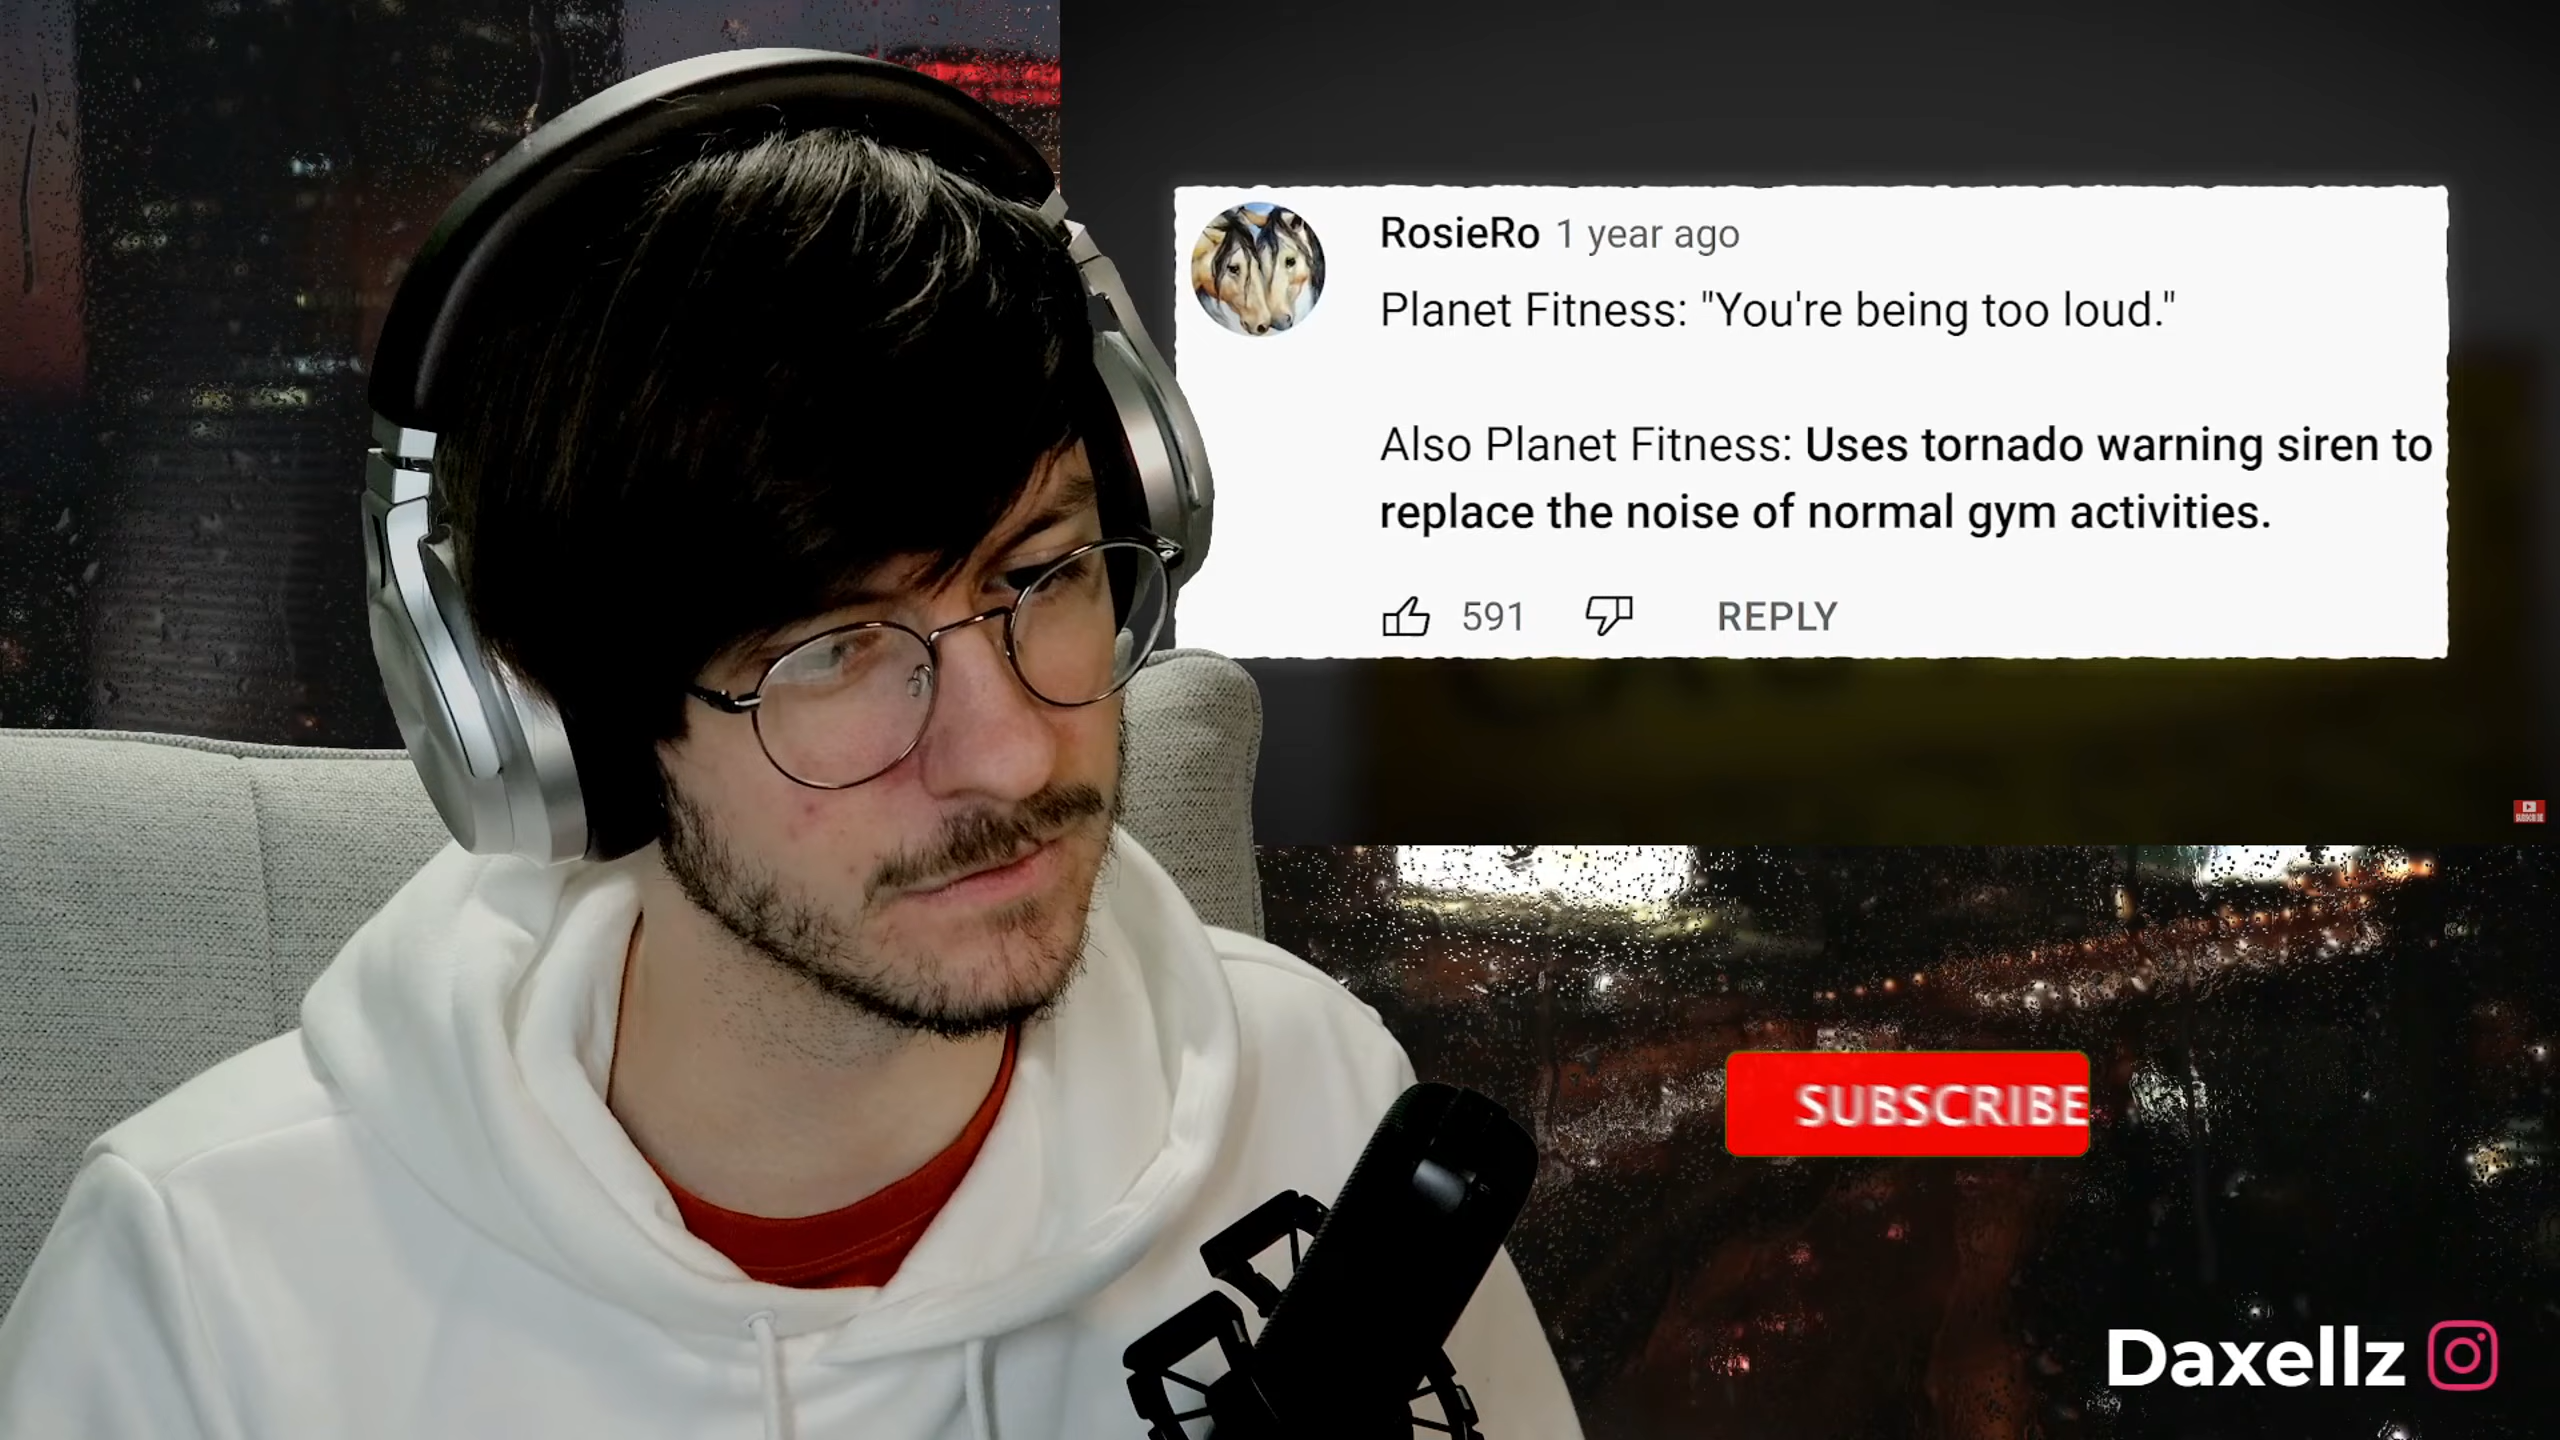 RosieRo 1 year ago
Planet Fitness: "You're being too loud."
Also Planet Fitness: Uses tornado warning siren to
replace the noise of normal gym activities.
591 REPLY
SUBSCRIBE
SUBSCRIBE
Daxellz